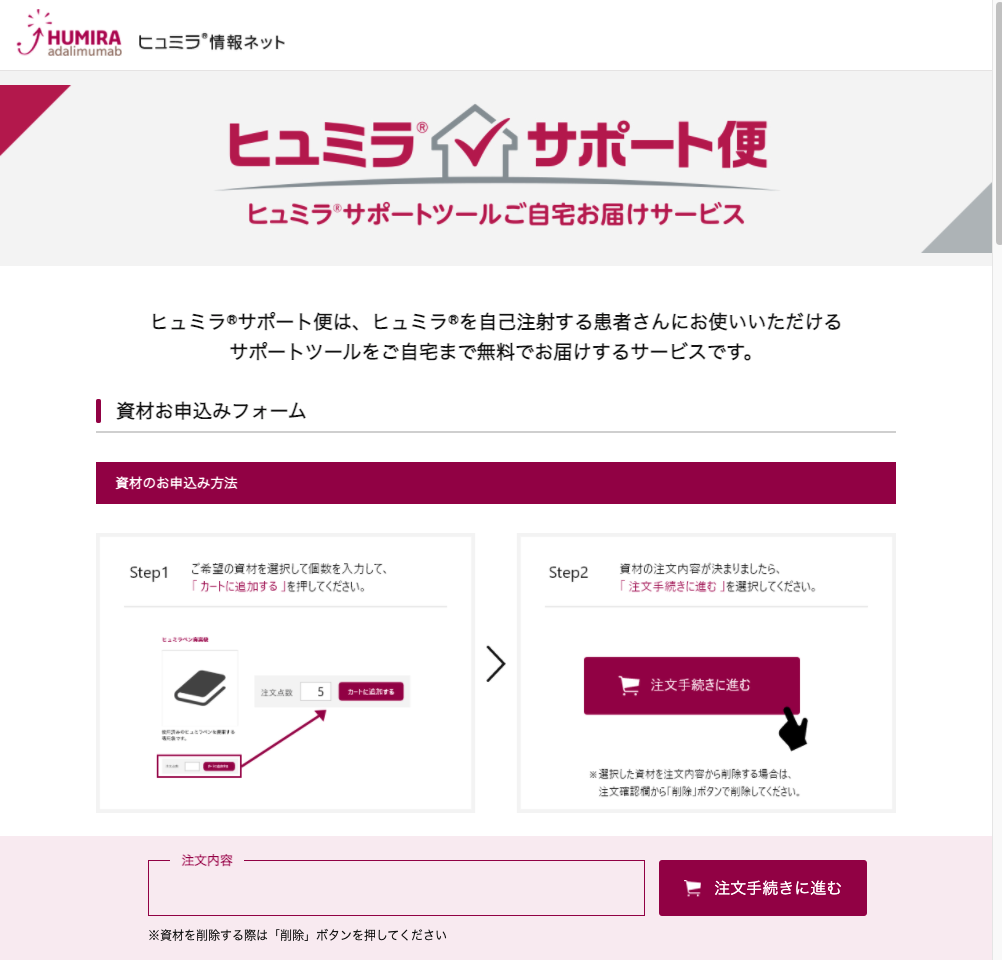 HUMIRA
adalimumab
ヒュミラ®情報ネット
ヒュミラ®サポート便
ヒュミラ®サポートツールご自宅お届けサービス
ヒュミラ®サポート便は、ヒュミラ®を自己注射する患者さんにお使いいただける
サポートツールをご自宅まで無料でお届けするサービスです。
資材お申込みフォーム
資材のお申込み方法
Step1
ご希望の資材を選択して個数を入力して、
「 カートに追加する 」を押してください。
注文点数 5 カートに追加する
Step2
資材の注文内容が決まりましたら、
「 注文手続きに進む 」を選択してください。
注文手続きに進む
※選択した資材を注文内容から削除する場合は、
注文確認欄から「削除」ボタンで削除してください。
注文内容
注文手続きに進む
※資材を削除する際は「削除」ボタンを押してください